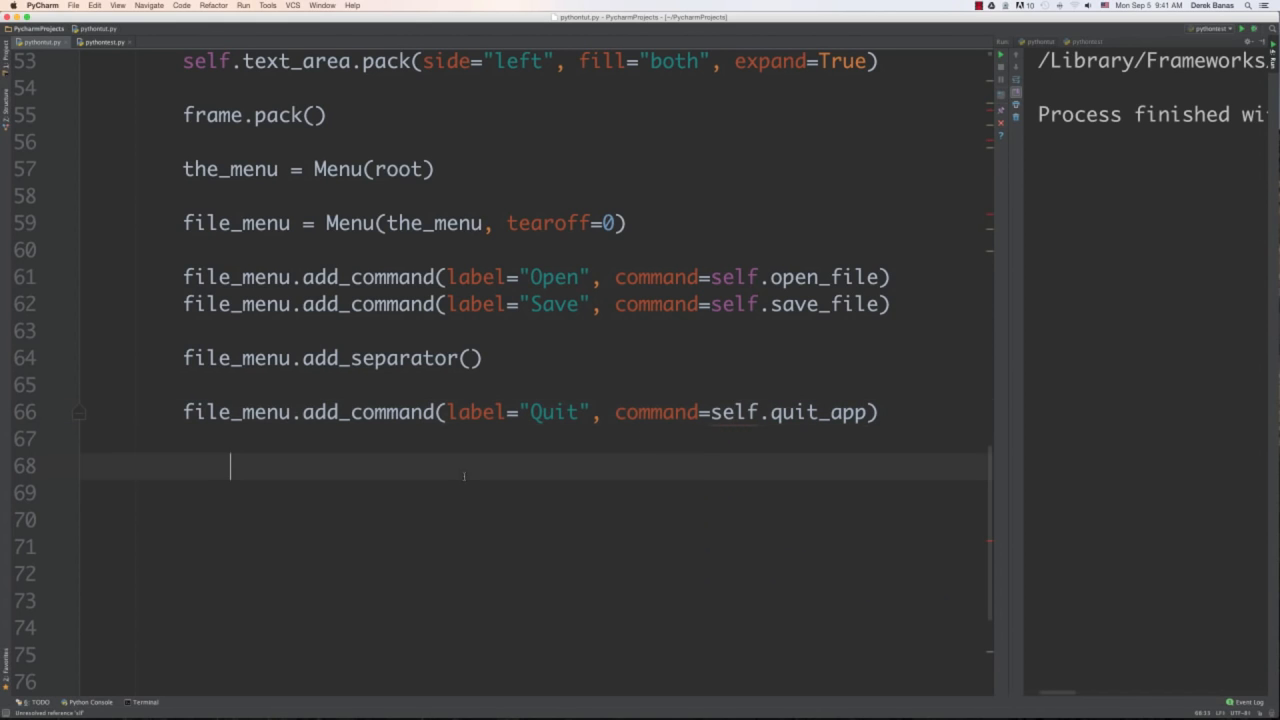 PyCharm File Edit View Navigate Code Refactor Run Tools VCS Window Help
10 Mon Sep 5 9:41 AM Derek Banas
pythontut.py - PycharmProjects - [~/PycharmProjects]
PycharmProjects pythontut.py
pythontest
pythontut.py pythontest.py
Run: pythontut pythontest
1: Project
7: Structure
53 self.text_area.pack(side="left", fill="both", expand=True)
54
55 frame.pack()
56
57 the_menu = Menu(root)
58
59 file_menu = Menu(the_menu, tearoff=0)
60
61 file_menu.add_command(label="Open", command=self.open_file)
62 file_menu.add_command(label="Save", command=self.save_file)
63
64 file_menu.add_separator()
65
66 file_menu.add_command(label="Quit", command=self.quit_app)
67
68
69
70
71
72
73
74
75
76
/Library/Frameworks
Process finished wi
2: Favorites
6: TODO Python Console Terminal
Event Log
Unresolved reference 'self'
UTF-8